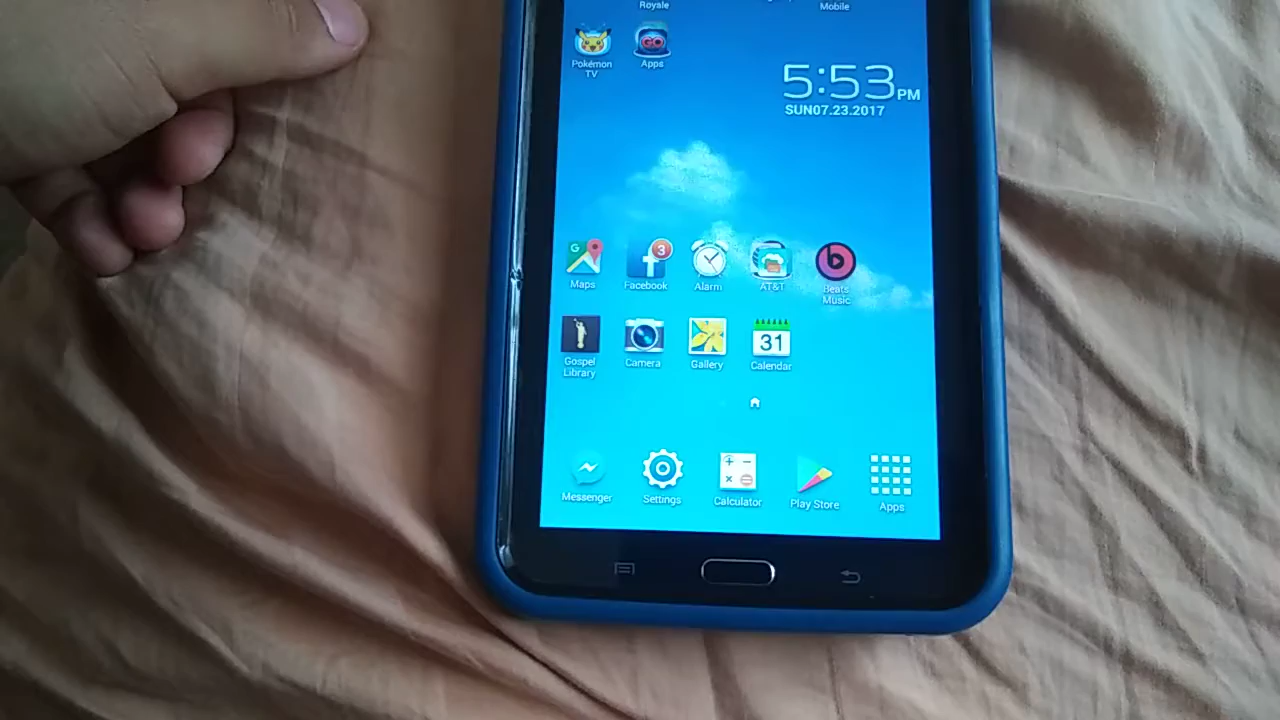 Royale
Mobile
Pokémon
TV
GO
Apps
5:53PM
SUN07.23.2017
G
3
f
b
Maps
Facebook
Alarm
AT&T
Beats
Music
31
Gospel
Library
Camera
Gallery
Calendar
Messenger
Settings
Calculator
Play Store
Apps